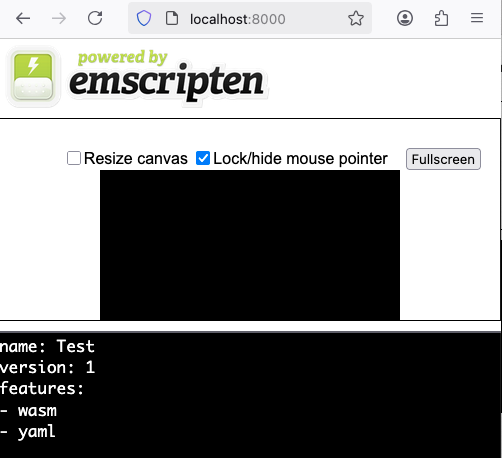 localhost:8000
powered by
emscripten
Resize canvas Lock/hide mouse pointer Fullscreen
name: Test
version: 1
features:
- wasm
- yaml